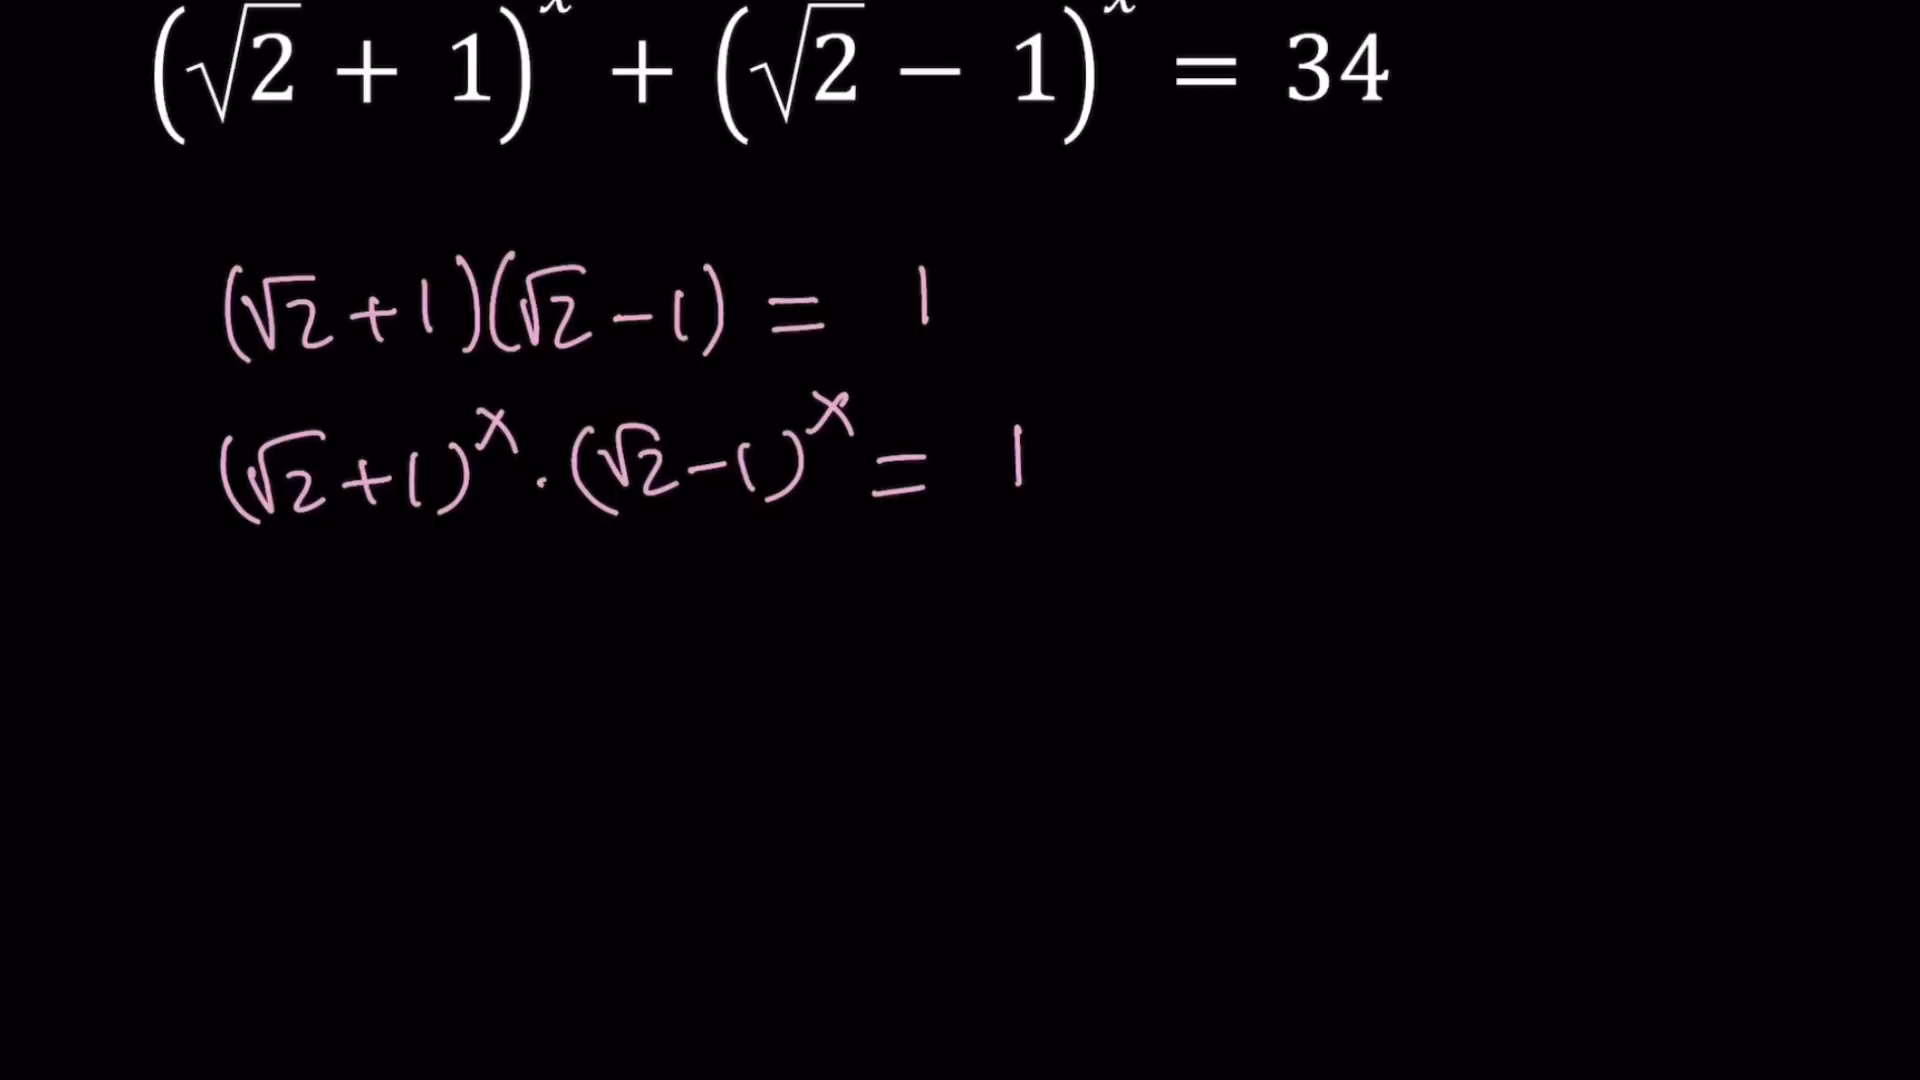 (√2 + 1)^x + (√2 − 1)^x = 34
(√2 + 1)(√2 − 1) = 1
(√2 + 1)^x · (√2 − 1)^x = 1